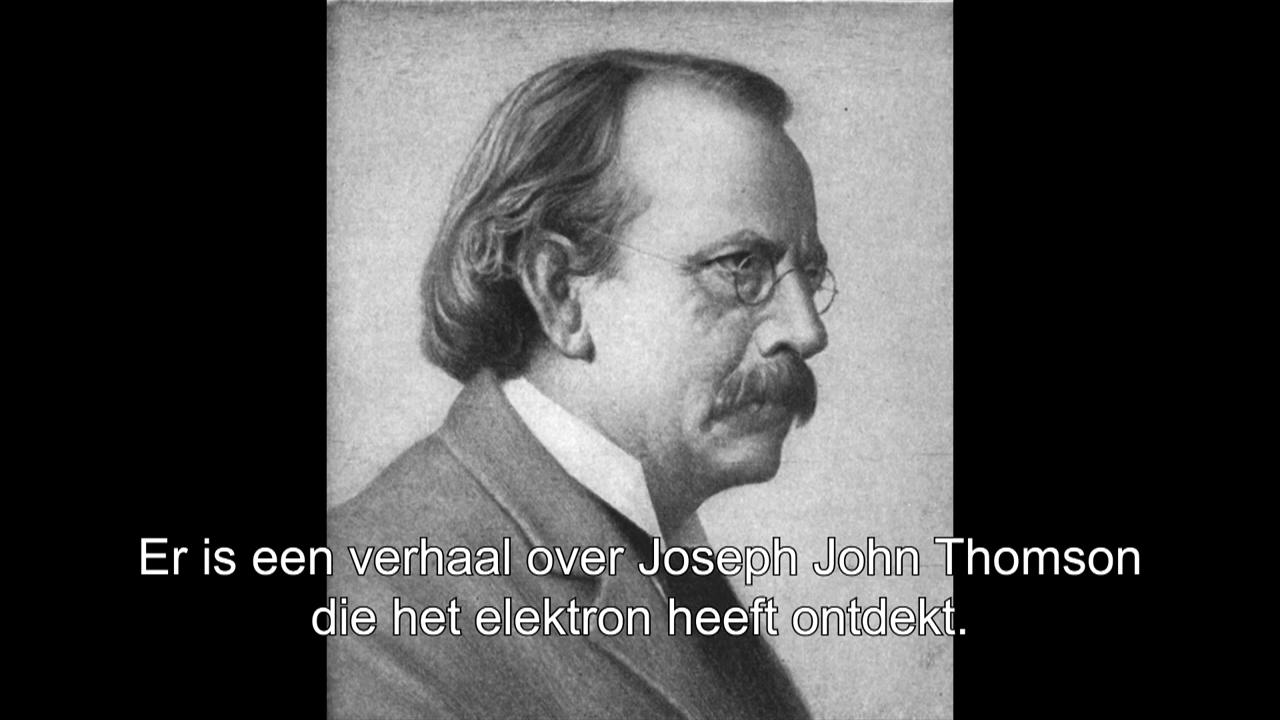 Er is een verhaal over Joseph John Thomson
die het elektron heeft ontdekt.